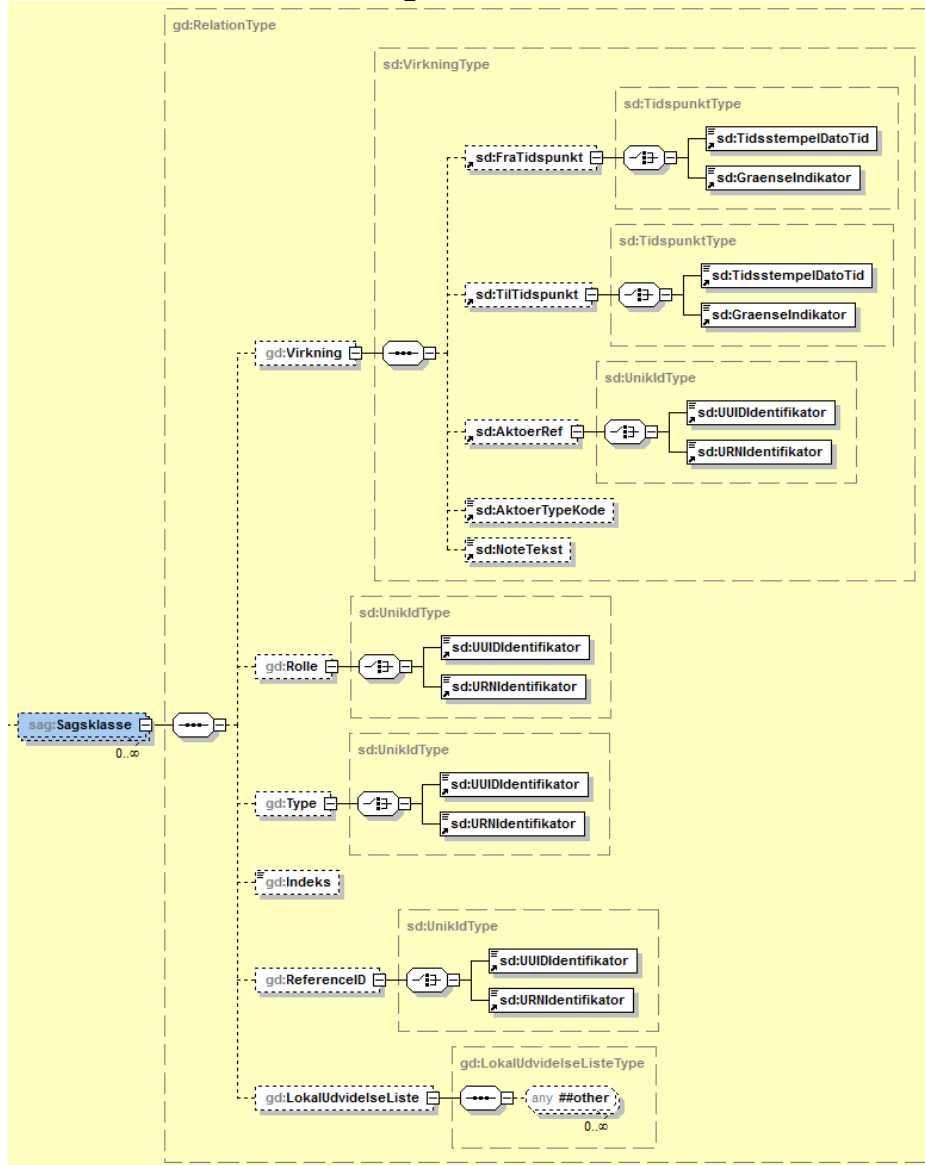 gd:RelationType
sd:VirkningType
sd:TidspunktType
sd:TidsstempelDatoTid
sd:FraTidspunkt
sd:GraenseIndikator
sd:TidspunktType
sd:TidsstempelDatoTid
sd:TilTidspunkt
sd:GraenseIndikator
gd:Virkning
sd:UnikIdType
sd:UUIDIdentifikator
sd:AktoerRef
sd:URNIdentifikator
sd:AktoerTypeKode
sd:NoteTekst
sd:UnikIdType
sd:UUIDIdentifikator
gd:Rolle
sd:URNIdentifikator
sag:Sagsklasse
0..∞
sd:UnikIdType
sd:UUIDIdentifikator
gd:Type
sd:URNIdentifikator
gd:Indeks
sd:UnikIdType
sd:UUIDIdentifikator
gd:ReferenceID
sd:URNIdentifikator
gd:LokalUdvidelseListeType
gd:LokalUdvidelseListe
any ##other
0..∞